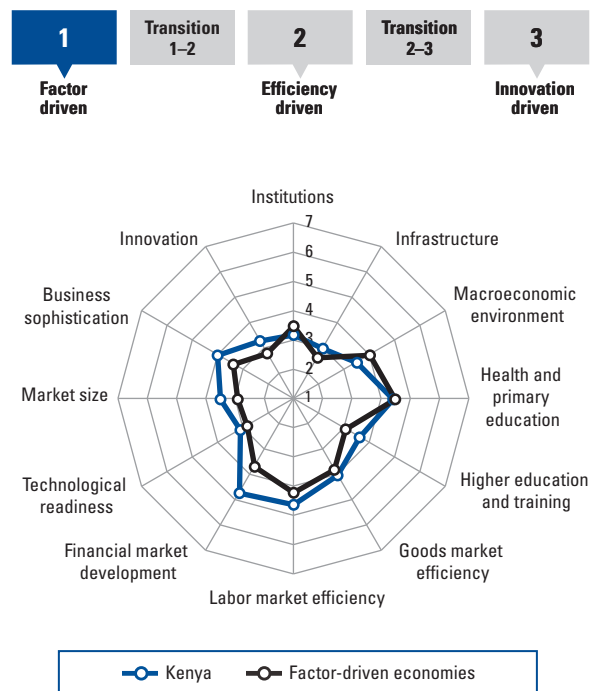 1
Transition
1–2
2
Transition
2–3
3
Factor
driven
Efficiency
driven
Innovation
driven
Institutions
Infrastructure
Macroeconomic
environment
Health and
primary
education
Higher education
and training
Goods market
efficiency
Labor market efficiency
Financial market
development
Technological
readiness
Market size
Business
sophistication
Innovation
7
6
5
4
3
2
1
Kenya
Factor-driven economies